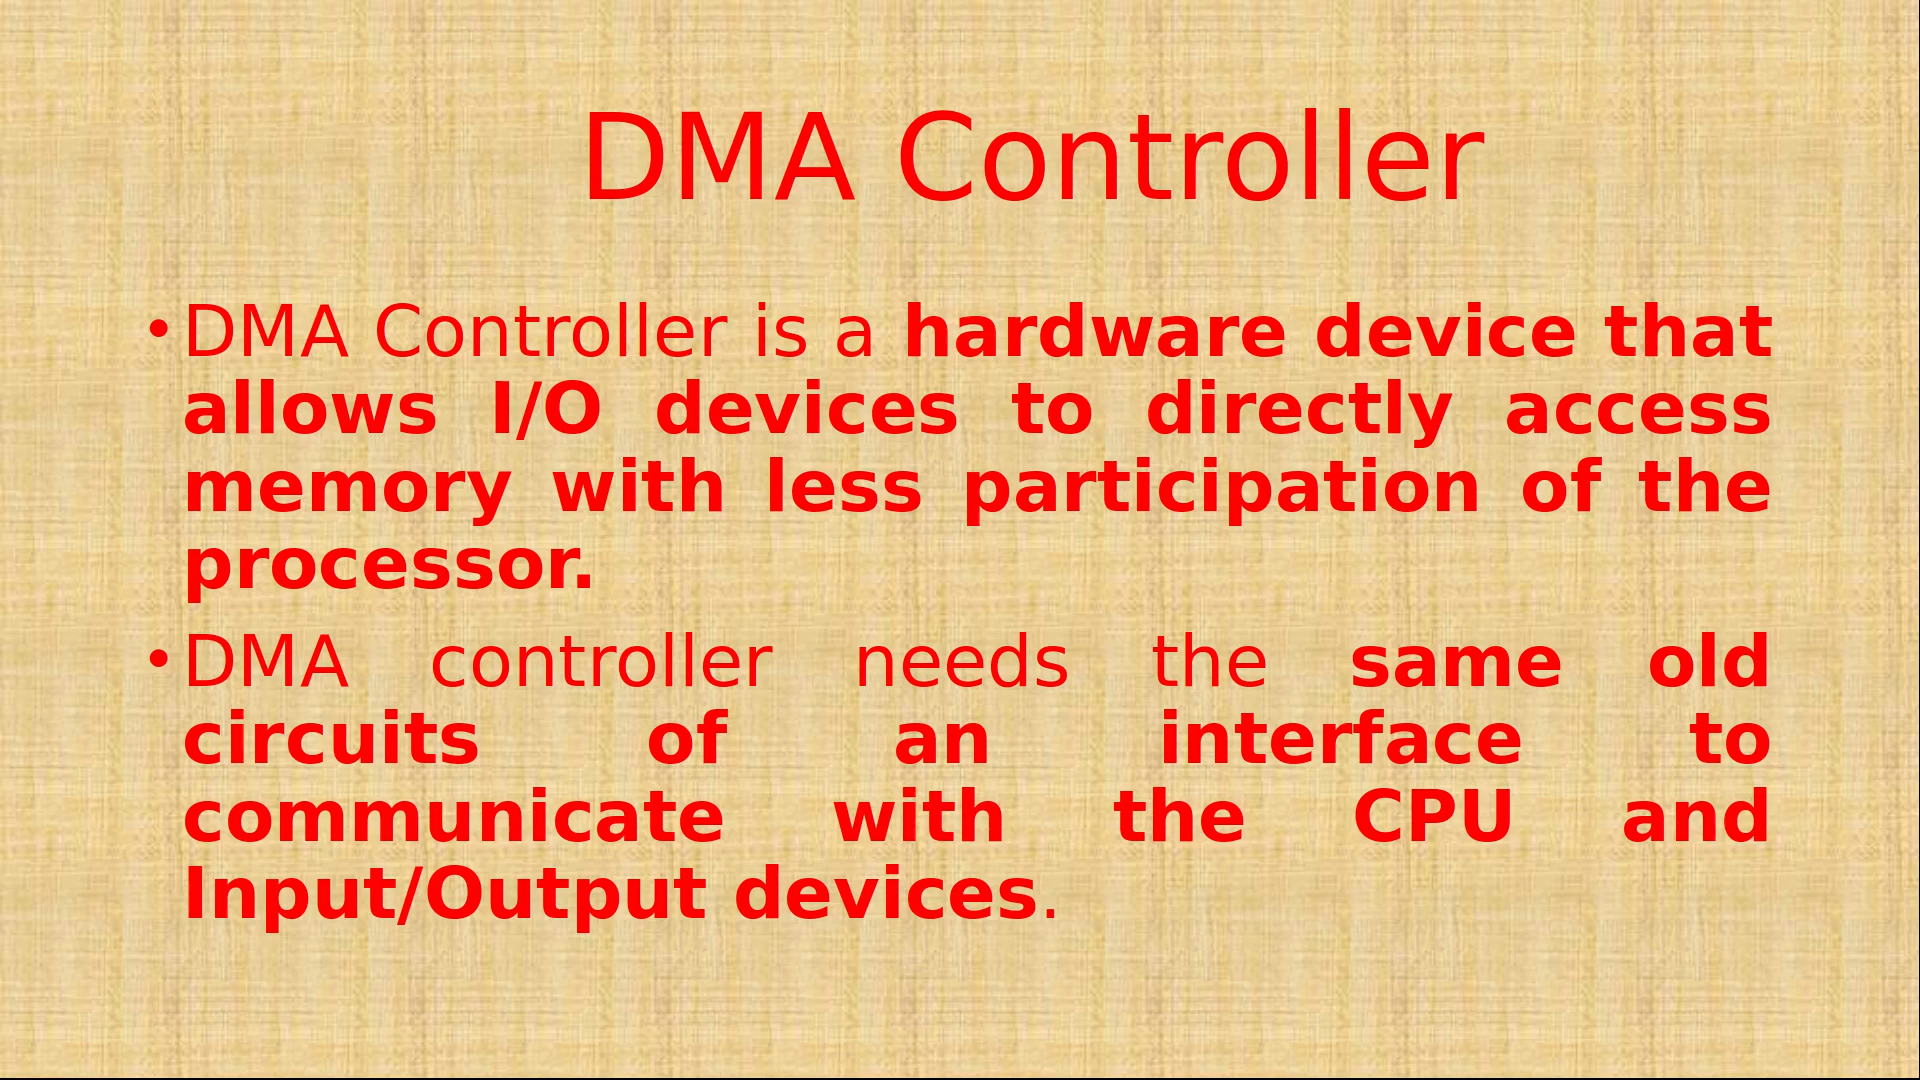 DMA Controller
• DMA Controller is a hardware device that
allows I/O devices to directly access
memory with less participation of the
processor.
• DMA controller needs the same old
circuits of an interface to
communicate with the CPU and
Input/Output devices.